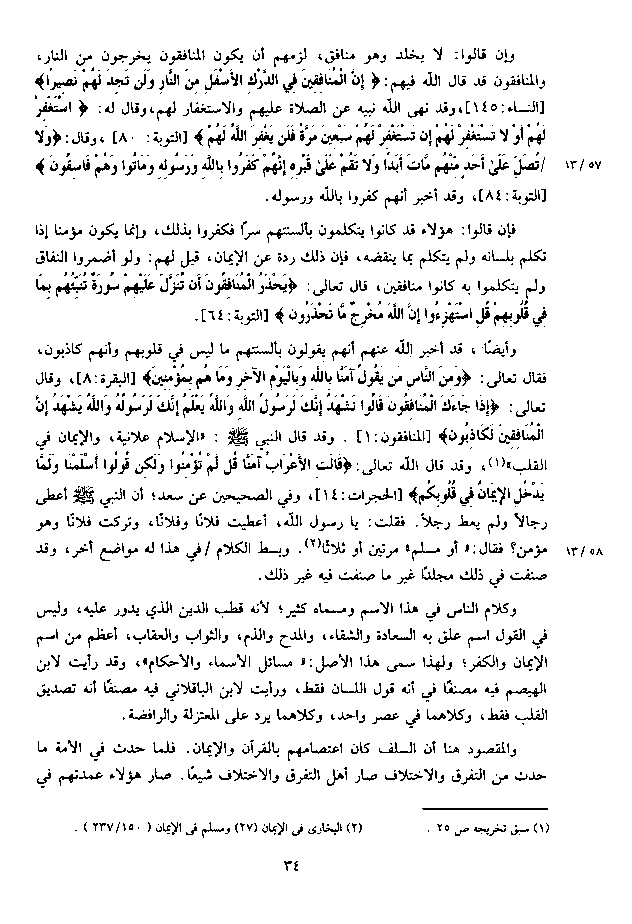 وإن قالوا: لا يخلد وهو منافق، لزمهم أن يكون المنافقون يخرجون من النار،
والمنافقون قد قال الله فيهم: ﴿ إِنَّ الْمُنَافِقِينَ فِي الدَّرْكِ الأَسْفَلِ مِنَ النَّارِ وَلَن تَجِدَ لَهُمْ نَصِيرًا ﴾
[النساء: ١٤٥]، وقد نهى الله نبيه عن الصلاة عليهم والاستغفار لهم، وقال له: ﴿ اسْتَغْفِرْ
لَهُمْ أَوْ لا تَسْتَغْفِرْ لَهُمْ إِن تَسْتَغْفِرْ لَهُمْ سَبْعِينَ مَرَّةً فَلَن يَغْفِرَ اللَّهُ لَهُمْ ﴾ [التوبة: ٨٠] ، وقال: ﴿وَلا
/تُصَلِّ عَلَىٰ أَحَدٍ مِّنْهُم مَّاتَ أَبَدًا وَلا تَقُمْ عَلَىٰ قَبْرِهِ إِنَّهُمْ كَفَرُوا بِاللَّهِ وَرَسُولِهِ وَمَاتُوا وَهُمْ فَاسِقُونَ ﴾
١٣/٥٧
[التوبة: ٨٤]، وقد أخبر أنهم كفروا بالله ورسوله.
فإن قالوا: هؤلاء قد كانوا يتكلمون بألسنتهم سرًا فكفروا بذلك، وإنما يكون مؤمنا إذا
تكلم بلسانه ولم يتكلم بما ينقضه، فإن ذلك ردة عن الإيمان، قيل لهم: ولو أضمروا النفاق
ولم يتكلموا به كانوا منافقين، قال تعالى: ﴿يَحْذَرُ الْمُنَافِقُونَ أَن تُنَزَّلَ عَلَيْهِمْ سُورَةٌ تُنَبِّئُهُم بِمَا
فِي قُلُوبِهِمْ قُلِ اسْتَهْزِءُوا إِنَّ اللَّهَ مُخْرِجٌ مَّا تَحْذَرُونَ ﴾ [التوبة: ٦٤].
وأيضًا ، قد أخبر الله عنهم أنهم يقولون بألسنتهم ما ليس في قلوبهم وأنهم كاذبون،
فقال تعالى: ﴿وَمِنَ النَّاسِ مَن يَقُولُ آمَنَّا بِاللَّهِ وَبِالْيَوْمِ الآخِرِ وَمَا هُم بِمُؤْمِنِينَ﴾ [البقرة: ٨]، وقال
تعالى: ﴿إِذَا جَاءَكَ الْمُنَافِقُونَ قَالُوا نَشْهَدُ إِنَّكَ لَرَسُولُ اللَّهِ وَاللَّهُ يَعْلَمُ إِنَّكَ لَرَسُولُهُ وَاللَّهُ يَشْهَدُ إِنَّ
الْمُنَافِقِينَ لَكَاذِبُونَ﴾ [المنافقون: ١] . وقد قال النبي ﷺ : «الإسلام علانية، والإيمان في
القلب»(١)، وقد قال الله تعالى: ﴿قَالَتِ الأَعْرَابُ آمَنَّا قُل لَّمْ تُؤْمِنُوا وَلَكِن قُولُوا أَسْلَمْنَا وَلَمَّا
يَدْخُلِ الإِيمَانُ فِي قُلُوبِكُمْ﴾ [الحجرات: ١٤]، وفي الصحيحين عن سعد؛ أن النبي ﷺ أعطى
رجالاً ولم يعط رجلاً. فقلت: يا رسول الله، أعطيت فلانًا وفلانًا، وتركت فلانًا وهو
مؤمن؟ فقال: « أو مسلم» مرتين أو ثلاثا(٢). وبسط الكلام /في هذا له مواضع أخر، وقد
١٣/٥٨
صنفت في ذلك مجلدًا غير ما صنفت فيه غير ذلك.
وكلام الناس في هذا الاسم ومسماه كثير؛ لأنه قطب الدين الذي يدور عليه، وليس
في القول اسم علق به السعادة والشقاء، والمدح والذم، والثواب والعقاب، أعظم من اسم
الإيمان والكفر؛ ولهذا سمى هذا الأصل: « مسائل الأسماء والأحكام»، وقد رأيت لابن
الهيصم فيه مصنفًا في أنه قول اللسان فقط، ورأيت لابن الباقلاني فيه مصنفًا أنه تصديق
القلب فقط، وكلاهما في عصر واحد، وكلاهما يرد على المعتزلة والرافضة.
والمقصود هنا أن السلف كان اعتصامهم بالقرآن والإيمان. فلما حدث في الأمة ما
حدث من التفرق والاختلاف صار أهل التفرق والاختلاف شيعًا. صار هؤلاء عمدتهم في
(١) سبق تخريجه ص ٢٥ .
(٢) البخارى فى الإيمان (٢٧) ومسلم فى الإيمان ( ٢٣٧/١٥٠ ) .
٣٤